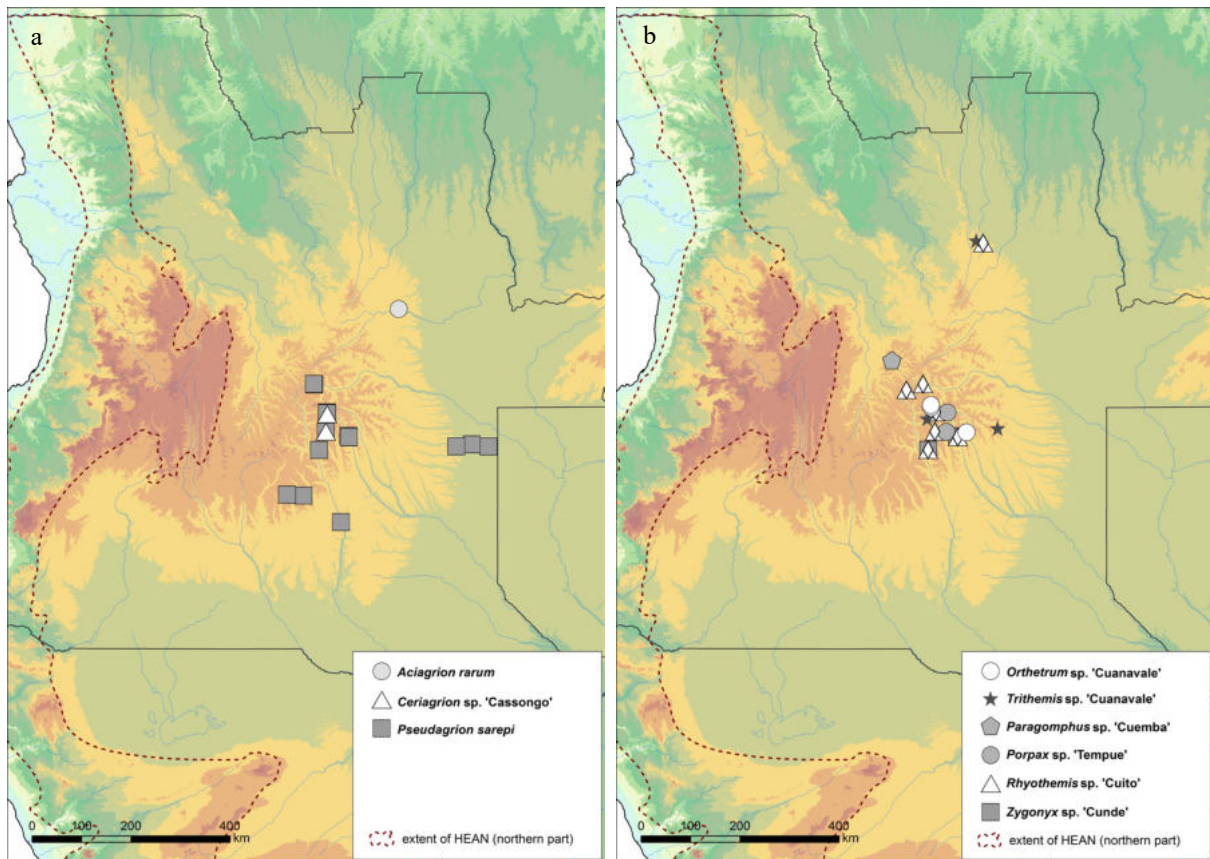 a
Aciagrion rarum
Ceriagrion sp. 'Cassongo'
Pseudagrion sarepi
extent of HEAN (northern part)
0 100 200 400
km
b
Orthetrum sp. 'Cuanavale'
Trithemis sp. 'Cuanavale'
Paragomphus sp. 'Cuemba'
Porpax sp. 'Tempue'
Rhyothemis sp. 'Cuito'
Zygonyx sp. 'Cunde'
extent of HEAN (northern part)
0 100 200 400
km